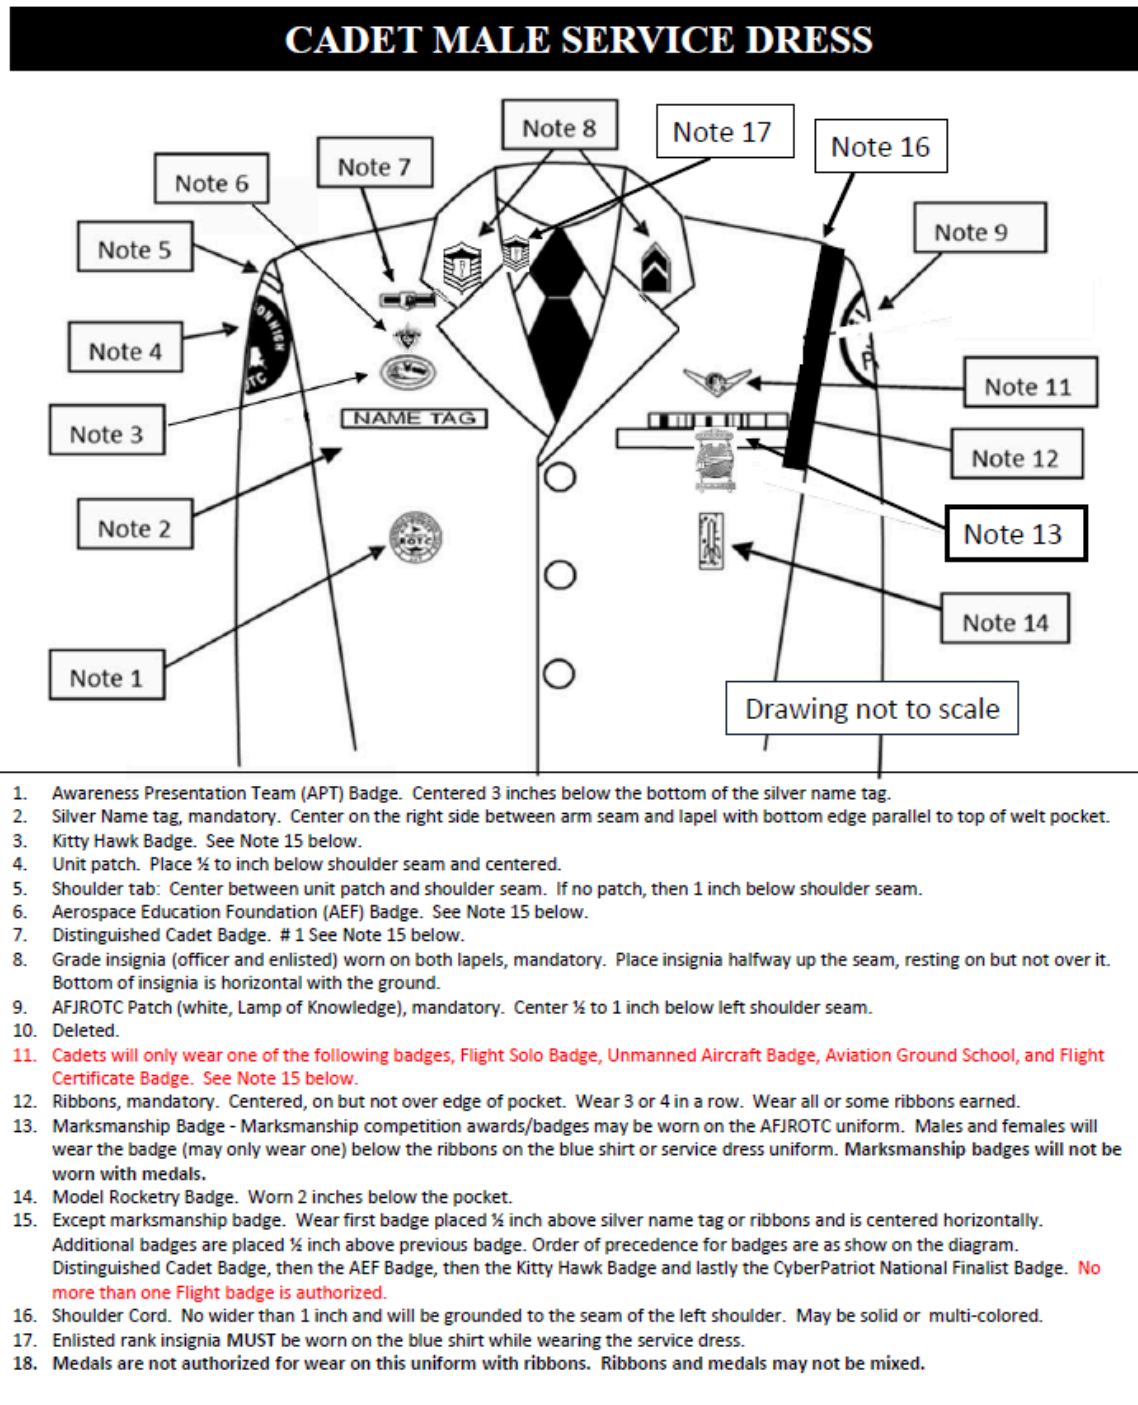 CADET MALE SERVICE DRESS
Note 8
Note 17
Note 16
Note 7
Note 6
Note 9
Note 5
ON HIGH
Note 4
OTC
Note 11
Note 3
NAME TAG
Note 12
Note 2
Note 13
ROTC
Note 14
Note 1
Drawing not to scale
1. Awareness Presentation Team (APT) Badge. Centered 3 inches below the bottom of the silver name tag.
2. Silver Name tag, mandatory. Center on the right side between arm seam and lapel with bottom edge parallel to top of welt pocket.
3. Kitty Hawk Badge. See Note 15 below.
4. Unit patch. Place ½ to inch below shoulder seam and centered.
5. Shoulder tab: Center between unit patch and shoulder seam. If no patch, then 1 inch below shoulder seam.
6. Aerospace Education Foundation (AEF) Badge. See Note 15 below.
7. Distinguished Cadet Badge. # 1 See Note 15 below.
8. Grade insignia (officer and enlisted) worn on both lapels, mandatory. Place insignia halfway up the seam, resting on but not over it.
Bottom of insignia is horizontal with the ground.
9. AFJROTC Patch (white, Lamp of Knowledge), mandatory. Center ½ to 1 inch below left shoulder seam.
10. Deleted.
11. Cadets will only wear one of the following badges, Flight Solo Badge, Unmanned Aircraft Badge, Aviation Ground School, and Flight
Certificate Badge. See Note 15 below.
12. Ribbons, mandatory. Centered, on but not over edge of pocket. Wear 3 or 4 in a row. Wear all or some ribbons earned.
13. Marksmanship Badge - Marksmanship competition awards/badges may be worn on the AFJROTC uniform. Males and females will
wear the badge (may only wear one) below the ribbons on the blue shirt or service dress uniform. Marksmanship badges will not be
worn with medals.
14. Model Rocketry Badge. Worn 2 inches below the pocket.
15. Except marksmanship badge. Wear first badge placed ½ inch above silver name tag or ribbons and is centered horizontally.
Additional badges are placed ½ inch above previous badge. Order of precedence for badges are as show on the diagram.
Distinguished Cadet Badge, then the AEF Badge, then the Kitty Hawk Badge and lastly the CyberPatriot National Finalist Badge. No
more than one Flight badge is authorized.
16. Shoulder Cord. No wider than 1 inch and will be grounded to the seam of the left shoulder. May be solid or multi-colored.
17. Enlisted rank insignia MUST be worn on the blue shirt while wearing the service dress.
18. Medals are not authorized for wear on this uniform with ribbons. Ribbons and medals may not be mixed.